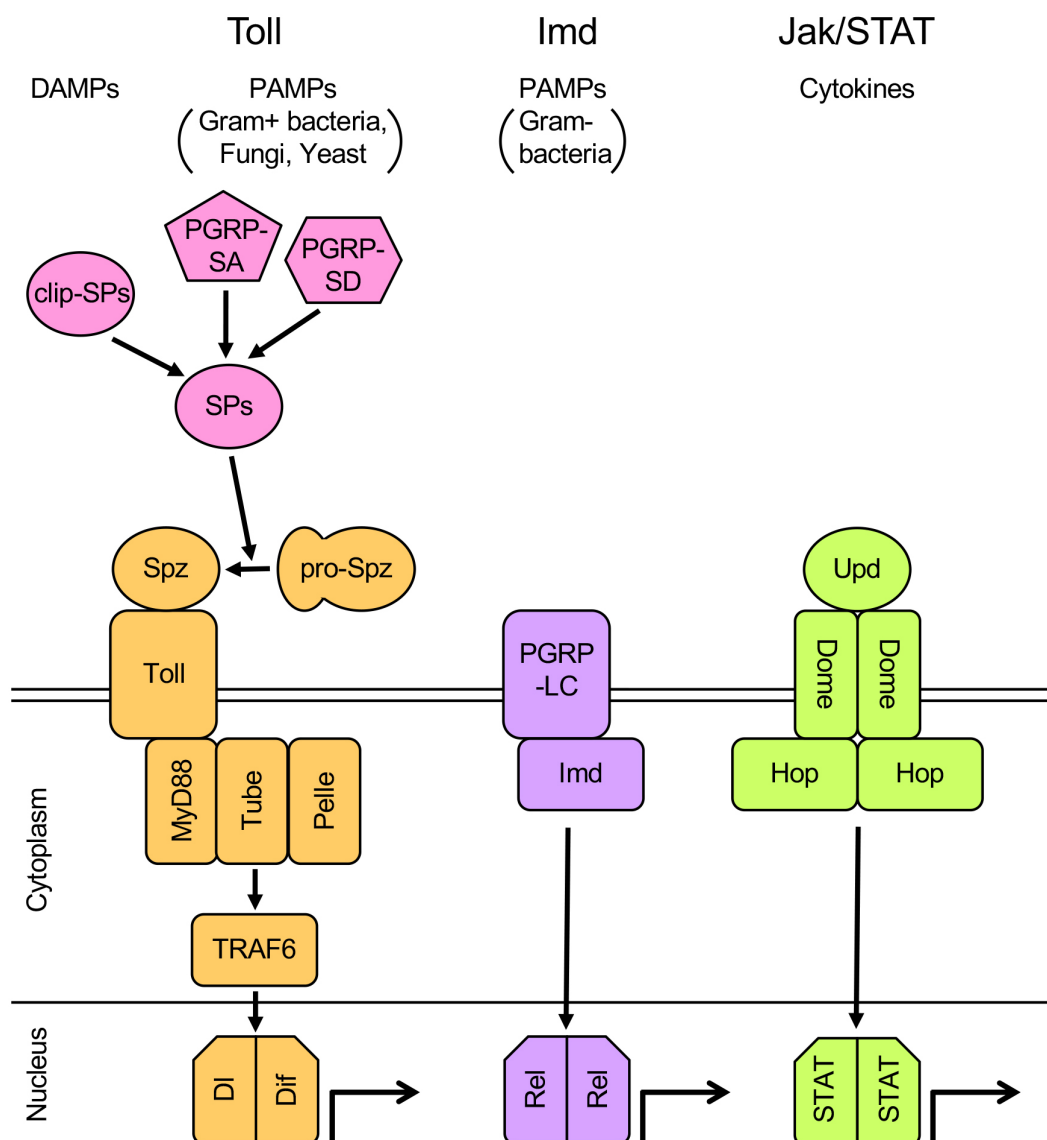 Toll
Imd
Jak/STAT
DAMPs
PAMPs
(Gram+ bacteria,
Fungi, Yeast)
PAMPs
(Gram-
bacteria)
Cytokines
PGRP-
SA
PGRP-
SD
clip-SPs
SPs
Spz
pro-Spz
Upd
Toll
PGRP
-LC
Dome
Dome
MyD88
Tube
Pelle
Imd
Hop
Hop
Cytoplasm
TRAF6
Nucleus
Dl
Dif
Rel
Rel
STAT
STAT